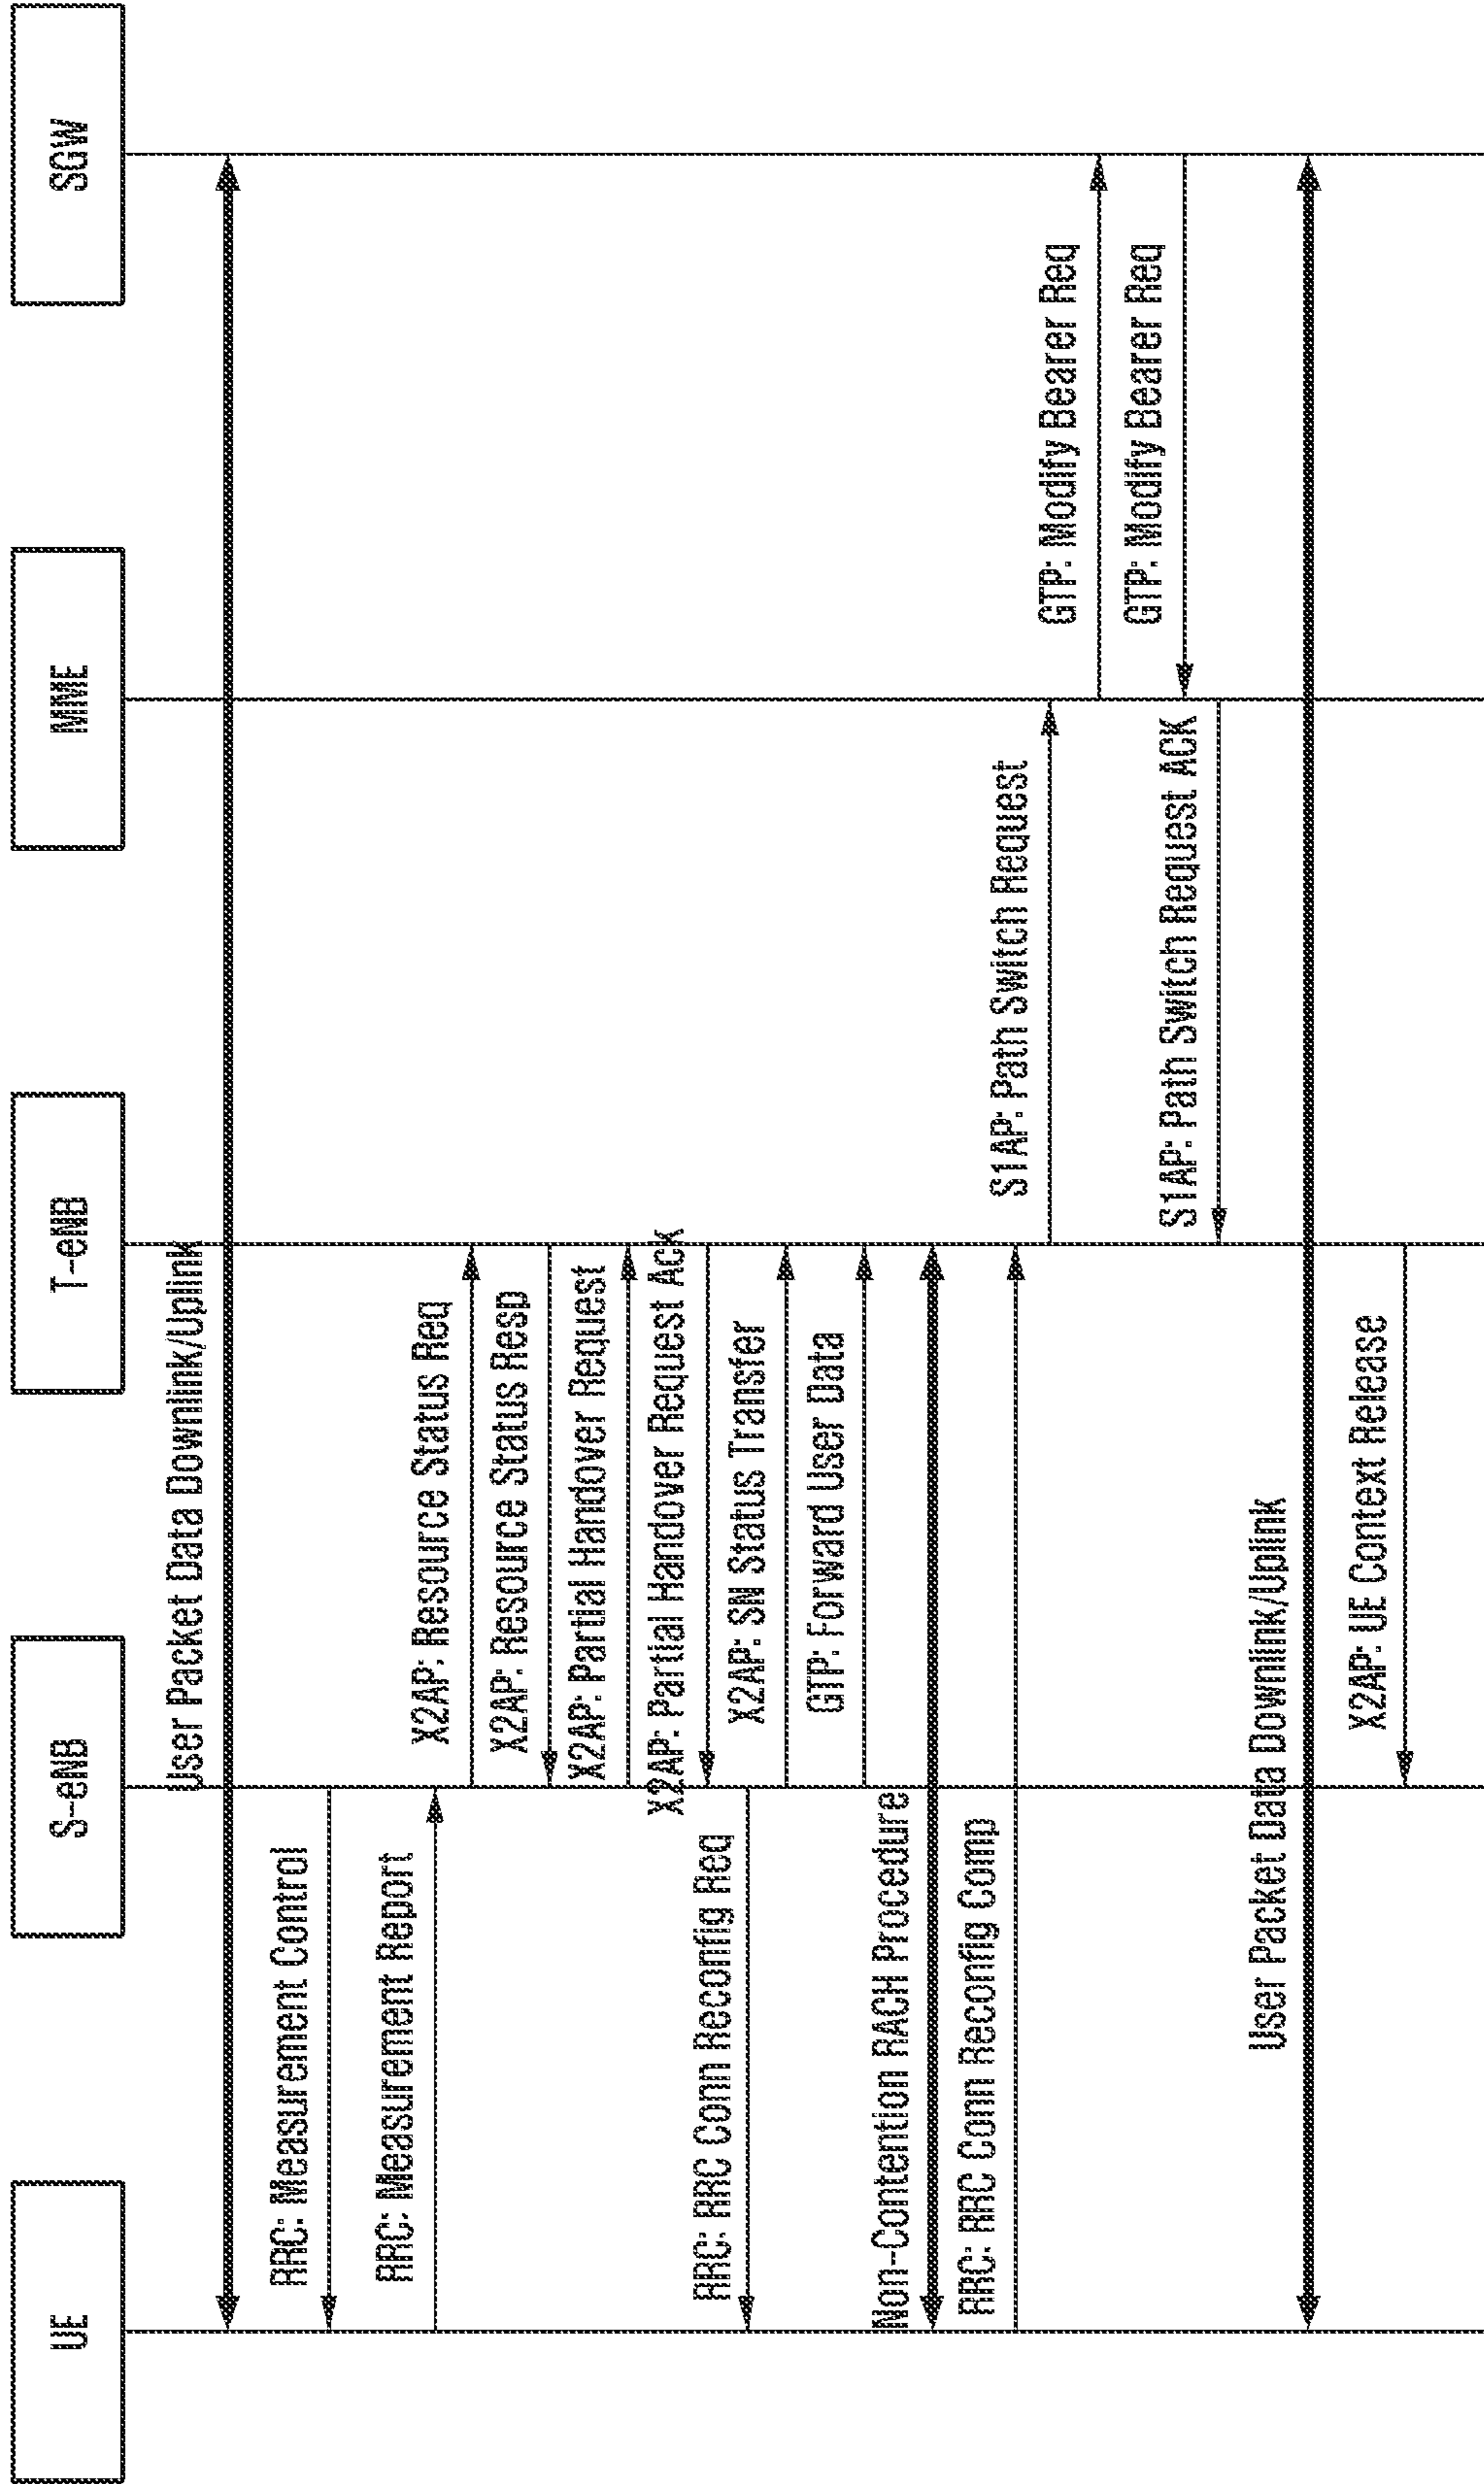 UE
S-eNB
T-eNB
MME
SGW
User Packet Data Downlink/Uplink
RRC: Measurement Control
RRC: Measurement Report
X2AP: Resource Status Req
X2AP: Resource Status Resp
X2AP: Partial Handover Request
X2AP: Partial Handover Request Ack
RRC: RRC Conn Reconfig Req
X2AP: SN Status Transfer
GTP: Forward User Data
Non-Contention RACH Procedure
RRC: RRC Conn Reconfig Comp
S1AP: Path Switch Request
GTP: Modify Bearer Req
GTP: Modify Bearer Req
S1AP: Path Switch Request ACK
User Packet Data Downlink/Uplink
X2AP: UE Context Release